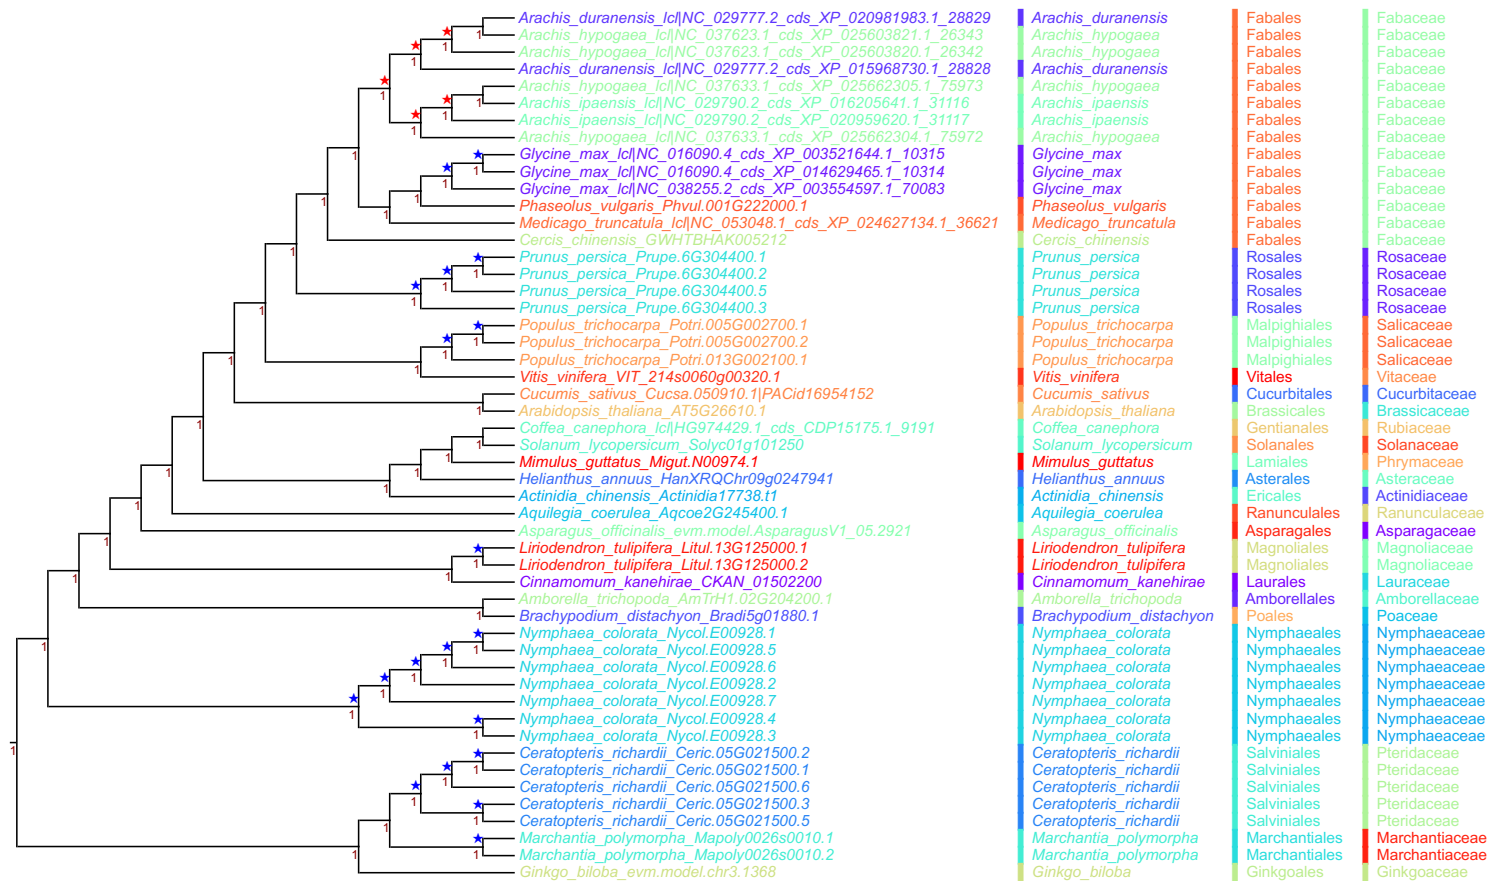 Arachis_duranensis_lcl|NC_029777.2_cds_XP_020981983.1_28829 Arachis_duranensis Fabales Fabaceae
Arachis_hypogaea_lcl|NC_037623.1_cds_XP_025603821.1_26343 Arachis_hypogaea Fabales Fabaceae
Arachis_hypogaea_lcl|NC_037623.1_cds_XP_025603820.1_26342 Arachis_hypogaea Fabales Fabaceae
Arachis_duranensis_lcl|NC_029777.2_cds_XP_015968730.1_28828 Arachis_duranensis Fabales Fabaceae
Arachis_hypogaea_lcl|NC_037633.1_cds_XP_025662305.1_75973 Arachis_hypogaea Fabales Fabaceae
Arachis_ipaensis_lcl|NC_029790.2_cds_XP_016205641.1_31116 Arachis_ipaensis Fabales Fabaceae
Arachis_ipaensis_lcl|NC_029790.2_cds_XP_020959620.1_31117 Arachis_ipaensis Fabales Fabaceae
Arachis_hypogaea_lcl|NC_037633.1_cds_XP_025662304.1_75972 Arachis_hypogaea Fabales Fabaceae
Glycine_max_lcl|NC_016090.4_cds_XP_003521644.1_10315 Glycine_max Fabales Fabaceae
Glycine_max_lcl|NC_016090.4_cds_XP_014629465.1_10314 Glycine_max Fabales Fabaceae
Glycine_max_lcl|NC_038255.2_cds_XP_003554597.1_70083 Glycine_max Fabales Fabaceae
Phaseolus_vulgaris_Phvul.001G222000.1 Phaseolus_vulgaris Fabales Fabaceae
Medicago_truncatula_lcl|NC_053048.1_cds_XP_024627134.1_36621 Medicago_truncatula Fabales Fabaceae
Cercis_chinensis_GWHTBHAK005212 Cercis_chinensis Fabales Fabaceae
Prunus_persica_Prupe.6G304400.1 Prunus_persica Rosales Rosaceae
Prunus_persica_Prupe.6G304400.2 Prunus_persica Rosales Rosaceae
Prunus_persica_Prupe.6G304400.5 Prunus_persica Rosales Rosaceae
Prunus_persica_Prupe.6G304400.3 Prunus_persica Rosales Rosaceae
Populus_trichocarpa_Potri.005G002700.1 Populus_trichocarpa Malpighiales Salicaceae
Populus_trichocarpa_Potri.005G002700.2 Populus_trichocarpa Malpighiales Salicaceae
Populus_trichocarpa_Potri.013G002100.1 Populus_trichocarpa Malpighiales Salicaceae
Vitis_vinifera_VIT_214s0060g00320.1 Vitis_vinifera Vitales Vitaceae
Cucumis_sativus_Cucsa.050910.1|PACid16954152 Cucumis_sativus Cucurbitales Cucurbitaceae
Arabidopsis_thaliana_AT5G26610.1 Arabidopsis_thaliana Brassicales Brassicaceae
Coffea_canephora_lcl|HG974429.1_cds_CDP15175.1_9191 Coffea_canephora Gentianales Rubiaceae
Solanum_lycopersicum_Solyc01g101250 Solanum_lycopersicum Solanales Solanaceae
Mimulus_guttatus_Migut.N00974.1 Mimulus_guttatus Lamiales Phrymaceae
Helianthus_annuus_HanXRQChr09g0247941 Helianthus_annuus Asterales Asteraceae
Actinidia_chinensis_Actinidia17738.t1 Actinidia_chinensis Ericales Actinidiaceae
Aquilegia_coerulea_Aqcoe2G245400.1 Aquilegia_coerulea Ranunculales Ranunculaceae
Asparagus_officinalis_evm.model.AsparagusV1_05.2921 Asparagus_officinalis Asparagales Asparagaceae
Liriodendron_tulipifera_Litul.13G125000.1 Liriodendron_tulipifera Magnoliales Magnoliaceae
Liriodendron_tulipifera_Litul.13G125000.2 Liriodendron_tulipifera Magnoliales Magnoliaceae
Cinnamomum_kanehirae_CKAN_01502200 Cinnamomum_kanehirae Laurales Lauraceae
Amborella_trichopoda_AmTrH1.02G204200.1 Amborella_trichopoda Amborellales Amborellaceae
Brachypodium_distachyon_Bradi5g01880.1 Brachypodium_distachyon Poales Poaceae
Nymphaea_colorata_Nycol.E00928.1 Nymphaea_colorata Nymphaeales Nymphaeaceae
Nymphaea_colorata_Nycol.E00928.5 Nymphaea_colorata Nymphaeales Nymphaeaceae
Nymphaea_colorata_Nycol.E00928.6 Nymphaea_colorata Nymphaeales Nymphaeaceae
Nymphaea_colorata_Nycol.E00928.2 Nymphaea_colorata Nymphaeales Nymphaeaceae
Nymphaea_colorata_Nycol.E00928.7 Nymphaea_colorata Nymphaeales Nymphaeaceae
Nymphaea_colorata_Nycol.E00928.4 Nymphaea_colorata Nymphaeales Nymphaeaceae
Nymphaea_colorata_Nycol.E00928.3 Nymphaea_colorata Nymphaeales Nymphaeaceae
Ceratopteris_richardii_Ceric.05G021500.2 Ceratopteris_richardii Salviniales Pteridaceae
Ceratopteris_richardii_Ceric.05G021500.1 Ceratopteris_richardii Salviniales Pteridaceae
Ceratopteris_richardii_Ceric.05G021500.6 Ceratopteris_richardii Salviniales Pteridaceae
Ceratopteris_richardii_Ceric.05G021500.3 Ceratopteris_richardii Salviniales Pteridaceae
Ceratopteris_richardii_Ceric.05G021500.5 Ceratopteris_richardii Salviniales Pteridaceae
Marchantia_polymorpha_Mapoly0026s0010.1 Marchantia_polymorpha Marchantiales Marchantiaceae
Marchantia_polymorpha_Mapoly0026s0010.2 Marchantia_polymorpha Marchantiales Marchantiaceae
Ginkgo_biloba_evm.model.chr3.1368 Ginkgo_biloba Ginkgoales Ginkgoaceae